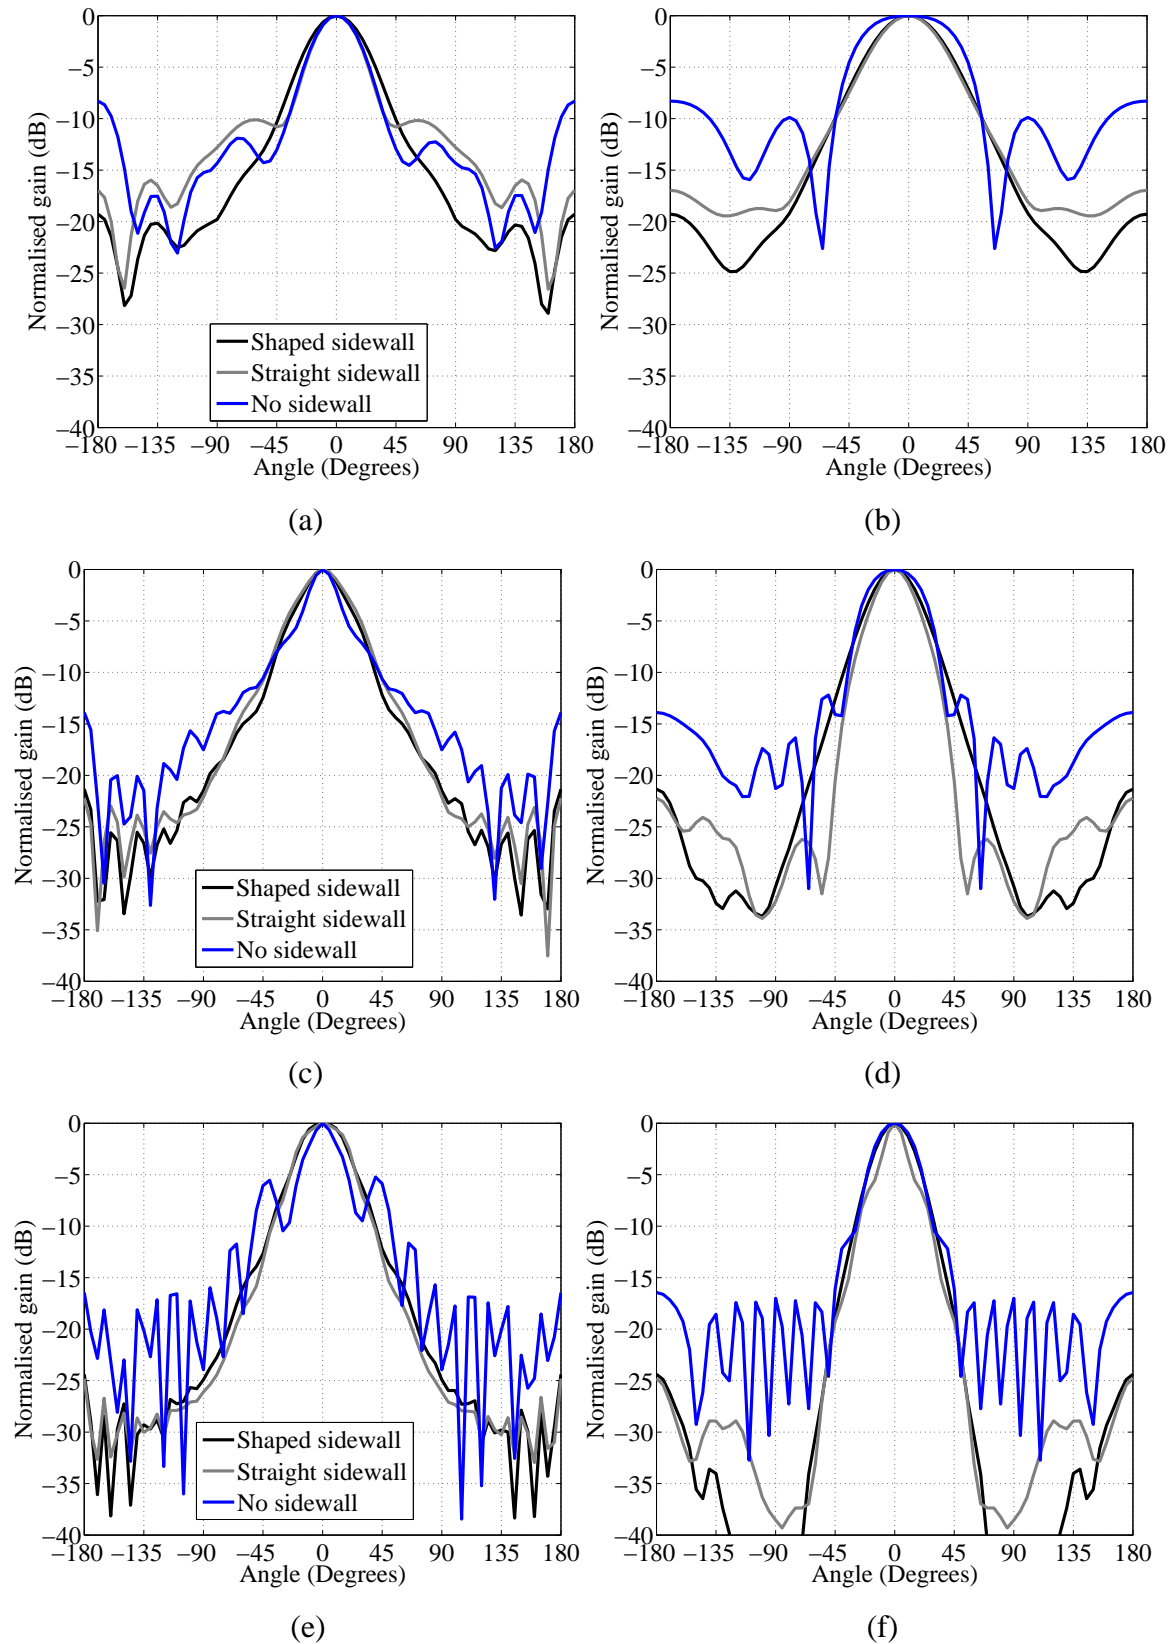 Normalised gain (dB)
0
−5
−10
−15
−20
−25
−30
−35
−40
−180 −135 −90 −45 0 45 90 135 180
Angle (Degrees)
Shaped sidewall
Straight sidewall
No sidewall
(a)
Normalised gain (dB)
0
−5
−10
−15
−20
−25
−30
−35
−40
−180 −135 −90 −45 0 45 90 135 180
Angle (Degrees)
(b)
Normalised gain (dB)
0
−5
−10
−15
−20
−25
−30
−35
−40
−180 −135 −90 −45 0 45 90 135 180
Angle (Degrees)
Shaped sidewall
Straight sidewall
No sidewall
(c)
Normalised gain (dB)
0
−5
−10
−15
−20
−25
−30
−35
−40
−180 −135 −90 −45 0 45 90 135 180
Angle (Degrees)
(d)
Normalised gain (dB)
0
−5
−10
−15
−20
−25
−30
−35
−40
−180 −135 −90 −45 0 45 90 135 180
Angle (Degrees)
Shaped sidewall
Straight sidewall
No sidewall
(e)
Normalised gain (dB)
0
−5
−10
−15
−20
−25
−30
−35
−40
−180 −135 −90 −45 0 45 90 135 180
Angle (Degrees)
(f)